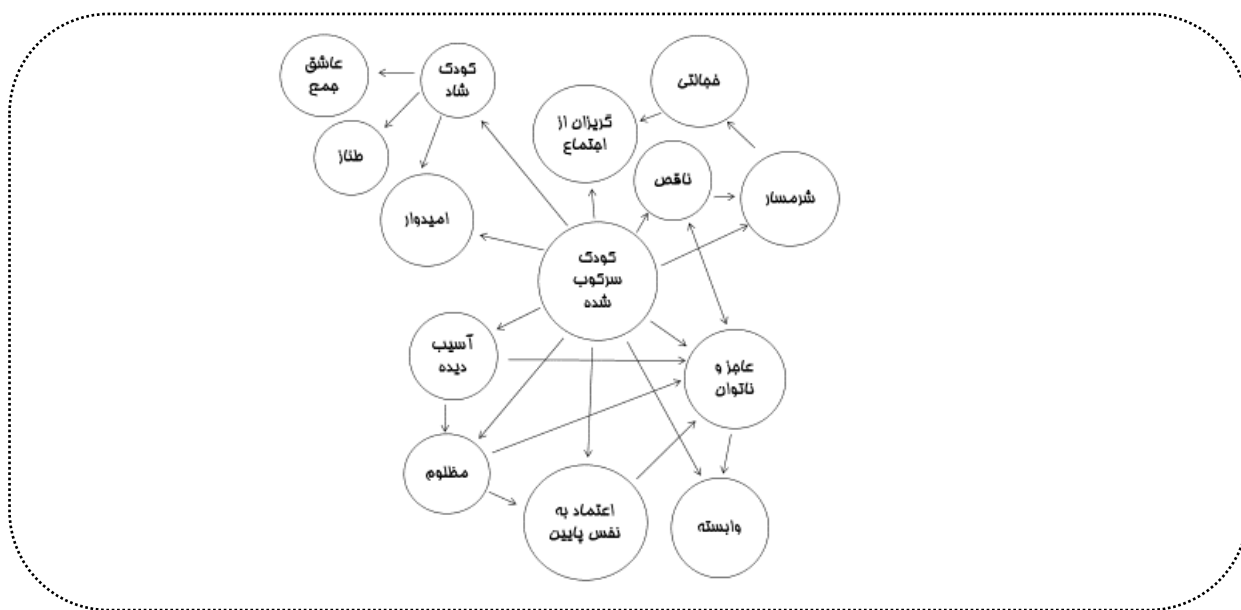 عاشق
جمع
کودک
شاد
خجالتی
گریزان از
اجتماع
طناز
ناقص
شرمسار
امیدوار
کودک
سرکوب
شده
آسیب
دیده
عاجز و
ناتوان
مظلوم
اعتماد به
نفس پایین
وابسته